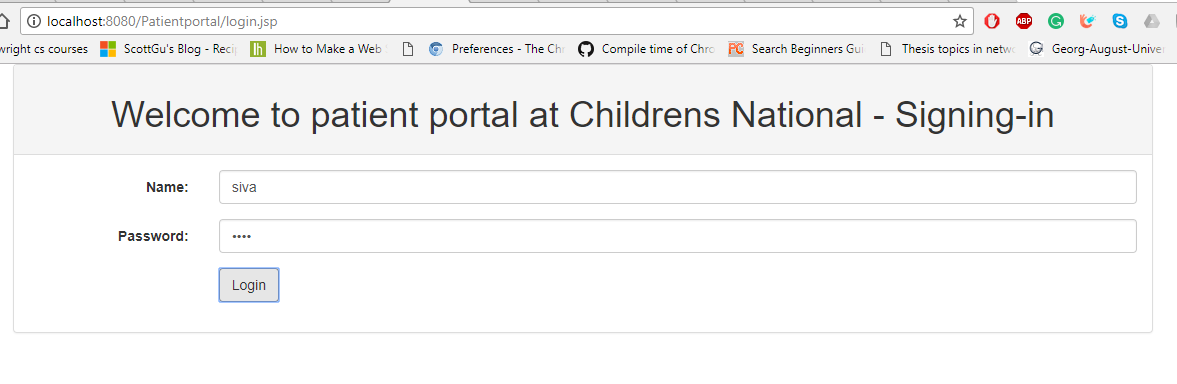 localhost:8080/Patientportal/login.jsp
ABP
wright cs courses ScottGu's Blog - Reci How to Make a Web Preferences - The Chr Compile time of Chro PC Search Beginners Gui Thesis topics in netw Georg-August-Univer
Welcome to patient portal at Childrens National - Signing-in
Name: siva
Password: ••••
Login